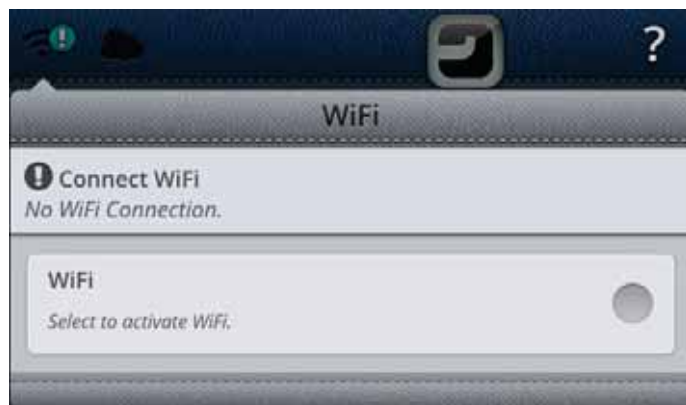 ?
WiFi
Connect WiFi
No WiFi Connection.
WiFi
Select to activate WiFi.